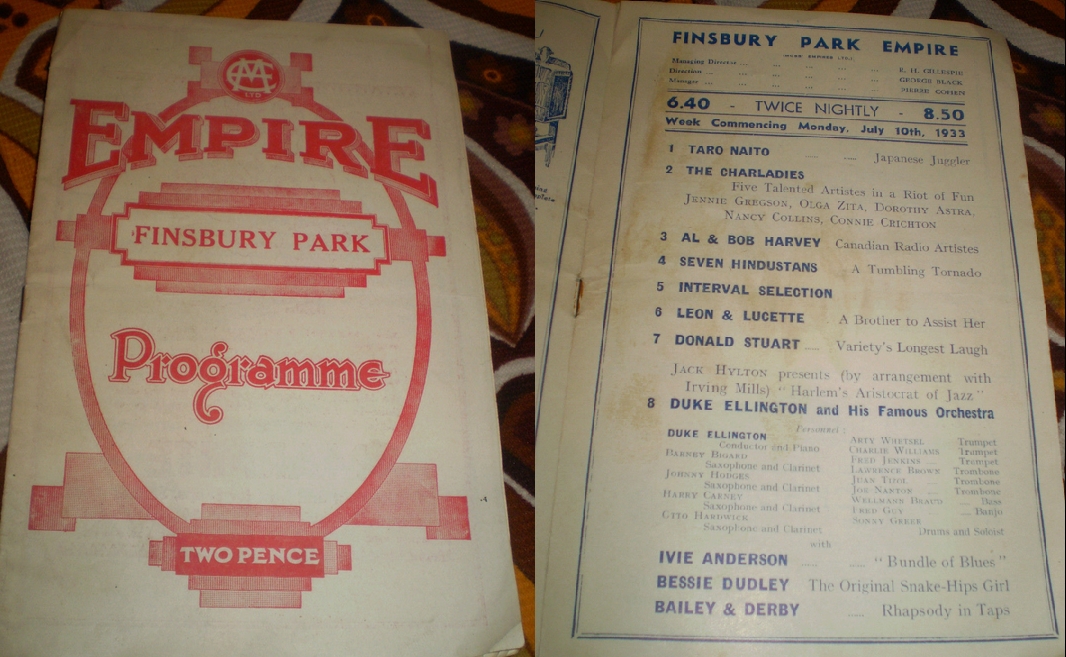 MA
LTD
EMPIRE
FINSBURY PARK
Programme
TWO PENCE
FINSBURY PARK EMPIRE
Managing Director ... ... ... ... R. H. GILLESPIE
Direction ... ... ... ... ... GEORGE BLACK
Manager ... ... ... ... ... PIERRE COHEN
6.40 - TWICE NIGHTLY - 8.50
Week Commencing Monday, July 10th, 1933
1 TARO NAITO ..... ..... Japanese Juggler
2 THE CHARLADIES
Five Talented Artistes in a Riot of Fun
JENNIE GREGSON, OLGA ZITA, DOROTHY ASTRA,
NANCY COLLINS, CONNIE CRICHTON
3 AL & BOB HARVEY Canadian Radio Artistes
4 SEVEN HINDUSTANS A Tumbling Tornado
5 INTERVAL SELECTION
6 LEON & LUCETTE A Brother to Assist Her
7 DONALD STUART ..... Variety's Longest Laugh
JACK HYLTON presents (by arrangement with
Irving Mills) "Harlem's Aristocrat of Jazz"
8 DUKE ELLINGTON and His Famous Orchestra
Personnel :
DUKE ELLINGTON
Conductor and Piano
BARNEY BIGARD
Saxophone and Clarinet
JOHNNY HODGES
Saxophone and Clarinet
HARRY CARNEY
Saxophone and Clarinet
OTTO HARDWICK
Saxophone and Clarinet
ARTY WHETSEL Trumpet
CHARLIE WILLIAMS Trumpet
FRED JENKINS Trumpet
LAWRENCE BROWN Trombone
JUAN TIZOL Trombone
JOE NANTON Trombone
WELLMANN BRAUD Bass
FRED GUY Banjo
SONNY GREER
Drums and Soloist
with
IVIE ANDERSON ..... ..... "Bundle of Blues"
BESSIE DUDLEY The Original Snake-Hips Girl
BAILEY & DERBY ..... Rhapsody in Taps